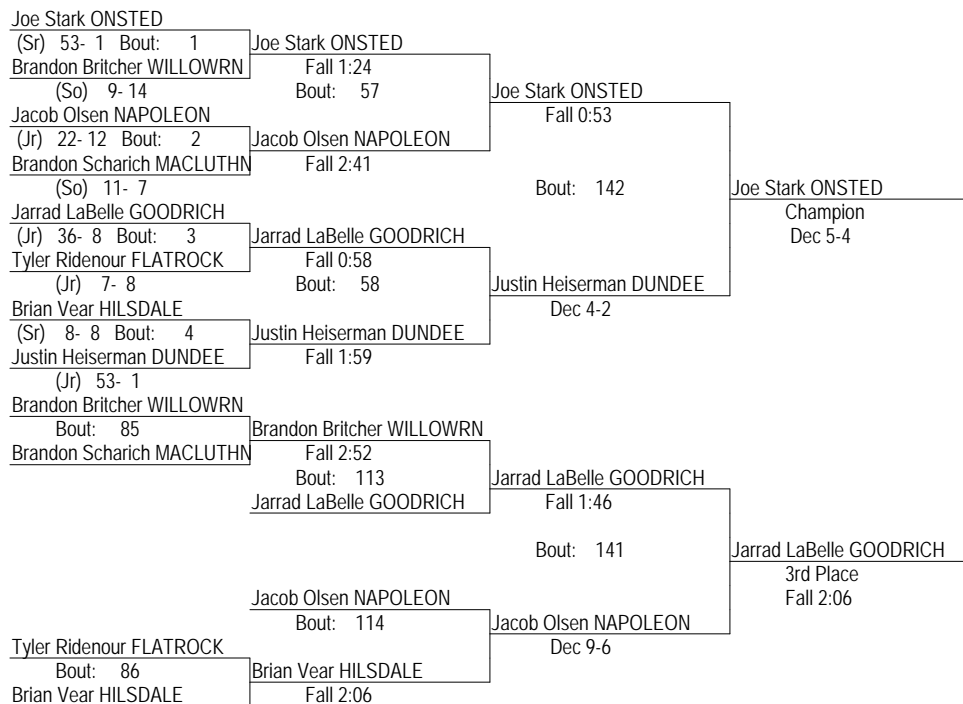 Joe Stark ONSTED
(Sr) 53- 1 Bout: 1
Joe Stark ONSTED
Brandon Britcher WILLOWRN
Fall 1:24
(So) 9- 14
Bout: 57
Joe Stark ONSTED
Jacob Olsen NAPOLEON
Fall 0:53
(Jr) 22- 12 Bout: 2
Jacob Olsen NAPOLEON
Brandon Scharich MACLUTHN
Fall 2:41
(So) 11- 7
Bout: 142
Joe Stark ONSTED
Jarrad LaBelle GOODRICH
Champion
(Jr) 36- 8 Bout: 3
Jarrad LaBelle GOODRICH
Dec 5-4
Tyler Ridenour FLATROCK
Fall 0:58
(Jr) 7- 8
Bout: 58
Justin Heiserman DUNDEE
Brian Vear HILSDALE
Dec 4-2
(Sr) 8- 8 Bout: 4
Justin Heiserman DUNDEE
Justin Heiserman DUNDEE
Fall 1:59
(Jr) 53- 1
Brandon Britcher WILLOWRN
Bout: 85
Brandon Britcher WILLOWRN
Brandon Scharich MACLUTHN
Fall 2:52
Bout: 113
Jarrad LaBelle GOODRICH
Jarrad LaBelle GOODRICH
Fall 1:46
Bout: 141
Jarrad LaBelle GOODRICH
3rd Place
Jacob Olsen NAPOLEON
Fall 2:06
Bout: 114
Jacob Olsen NAPOLEON
Tyler Ridenour FLATROCK
Dec 9-6
Bout: 86
Brian Vear HILSDALE
Brian Vear HILSDALE
Fall 2:06